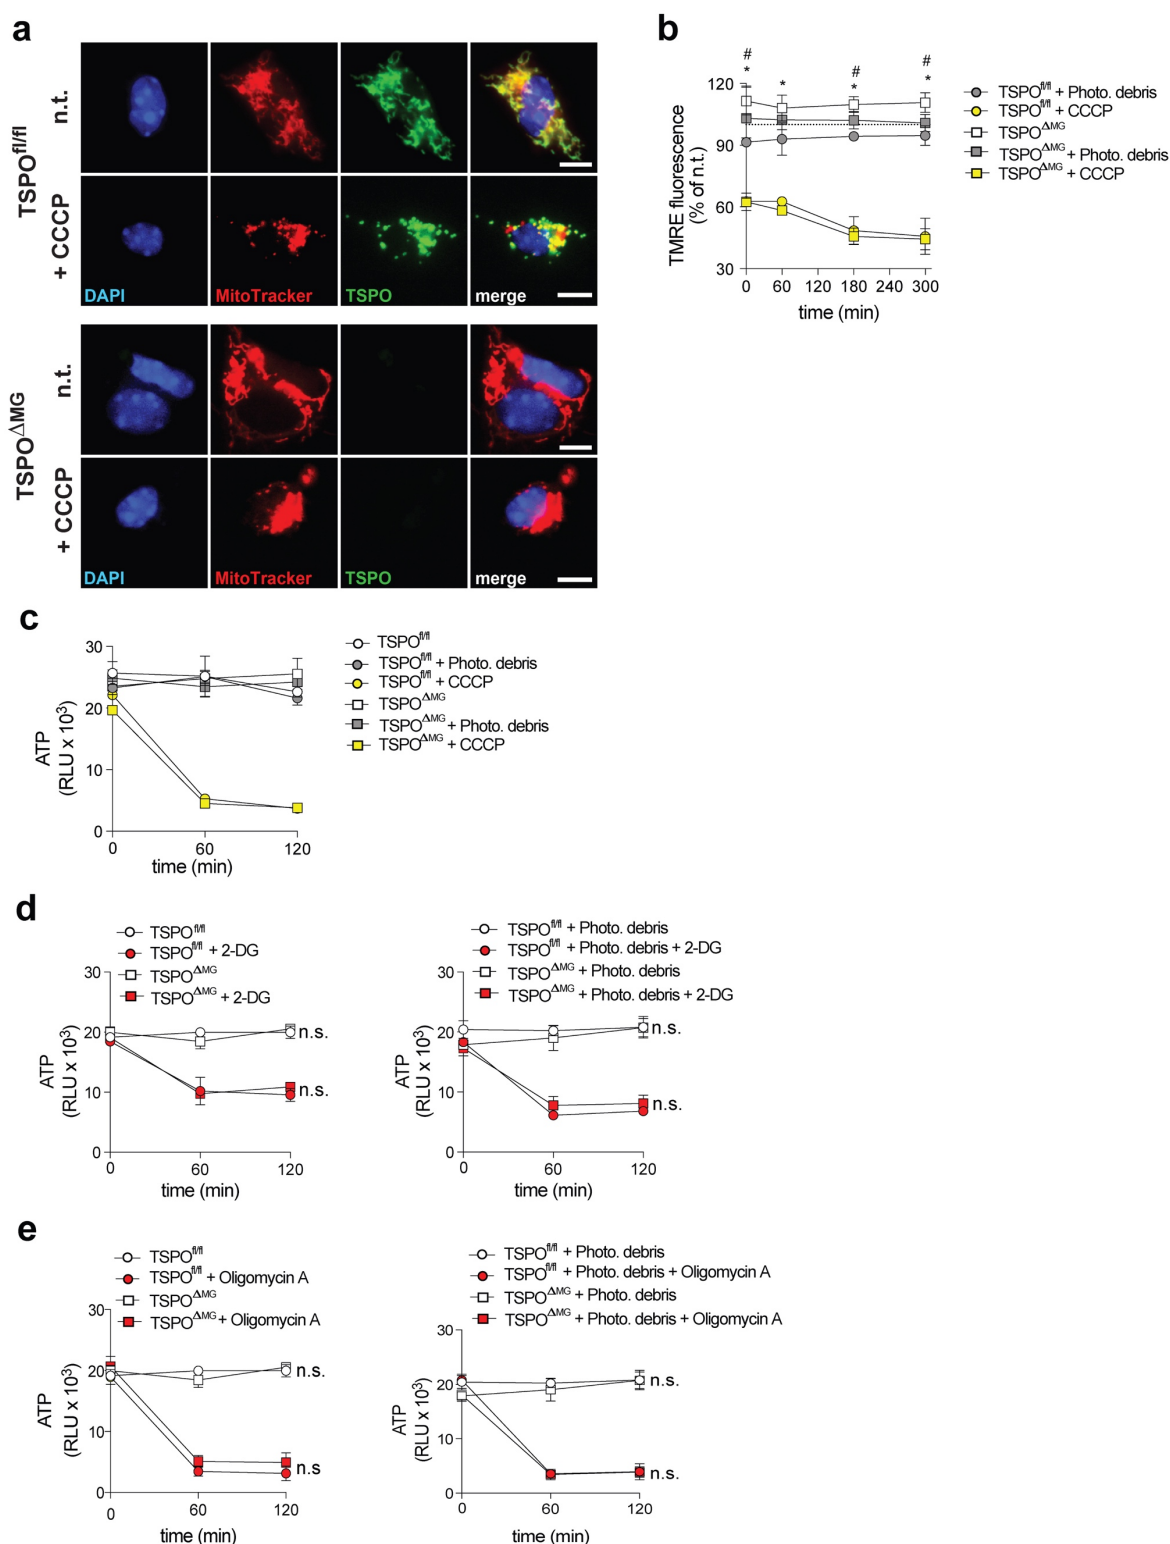 a
TSPOfl/fl
n.t.
+ CCCP
DAPI
MitoTracker
TSPO
merge
TSPOΔMG
n.t.
+ CCCP
DAPI
MitoTracker
TSPO
merge
b
TMRE fluorescence
(% of n.t.)
120
90
60
30
# * * # * # *
0 60 120 180 240 300
time (min)
TSPOfl/fl + Photo. debris
TSPOfl/fl + CCCP
TSPOΔMG
TSPOΔMG + Photo. debris
TSPOΔMG + CCCP
c
ATP
(RLU x 10³)
30
20
10
0
0 60 120
time (min)
TSPOfl/fl
TSPOfl/fl + Photo. debris
TSPOfl/fl + CCCP
TSPOΔMG
TSPOΔMG + Photo. debris
TSPOΔMG + CCCP
d
TSPOfl/fl
TSPOfl/fl + 2-DG
TSPOΔMG
TSPOΔMG + 2-DG
ATP
(RLU x 10³)
30
20
10
0
n.s.
n.s.
0 60 120
time (min)
TSPOfl/fl + Photo. debris
TSPOfl/fl + Photo. debris + 2-DG
TSPOΔMG + Photo. debris
TSPOΔMG + Photo. debris + 2-DG
ATP
(RLU x 10³)
30
20
10
0
n.s.
n.s.
0 60 120
time (min)
e
TSPOfl/fl
TSPOfl/fl + Oligomycin A
TSPOΔMG
TSPOΔMG + Oligomycin A
ATP
(RLU x 10³)
30
20
10
0
n.s.
n.s
0 60 120
time (min)
TSPOfl/fl + Photo. debris
TSPOfl/fl + Photo. debris + Oligomycin A
TSPOΔMG + Photo. debris
TSPOΔMG + Photo. debris + Oligomycin A
ATP
(RLU x 10³)
30
20
10
0
n.s.
n.s.
0 60 120
time (min)